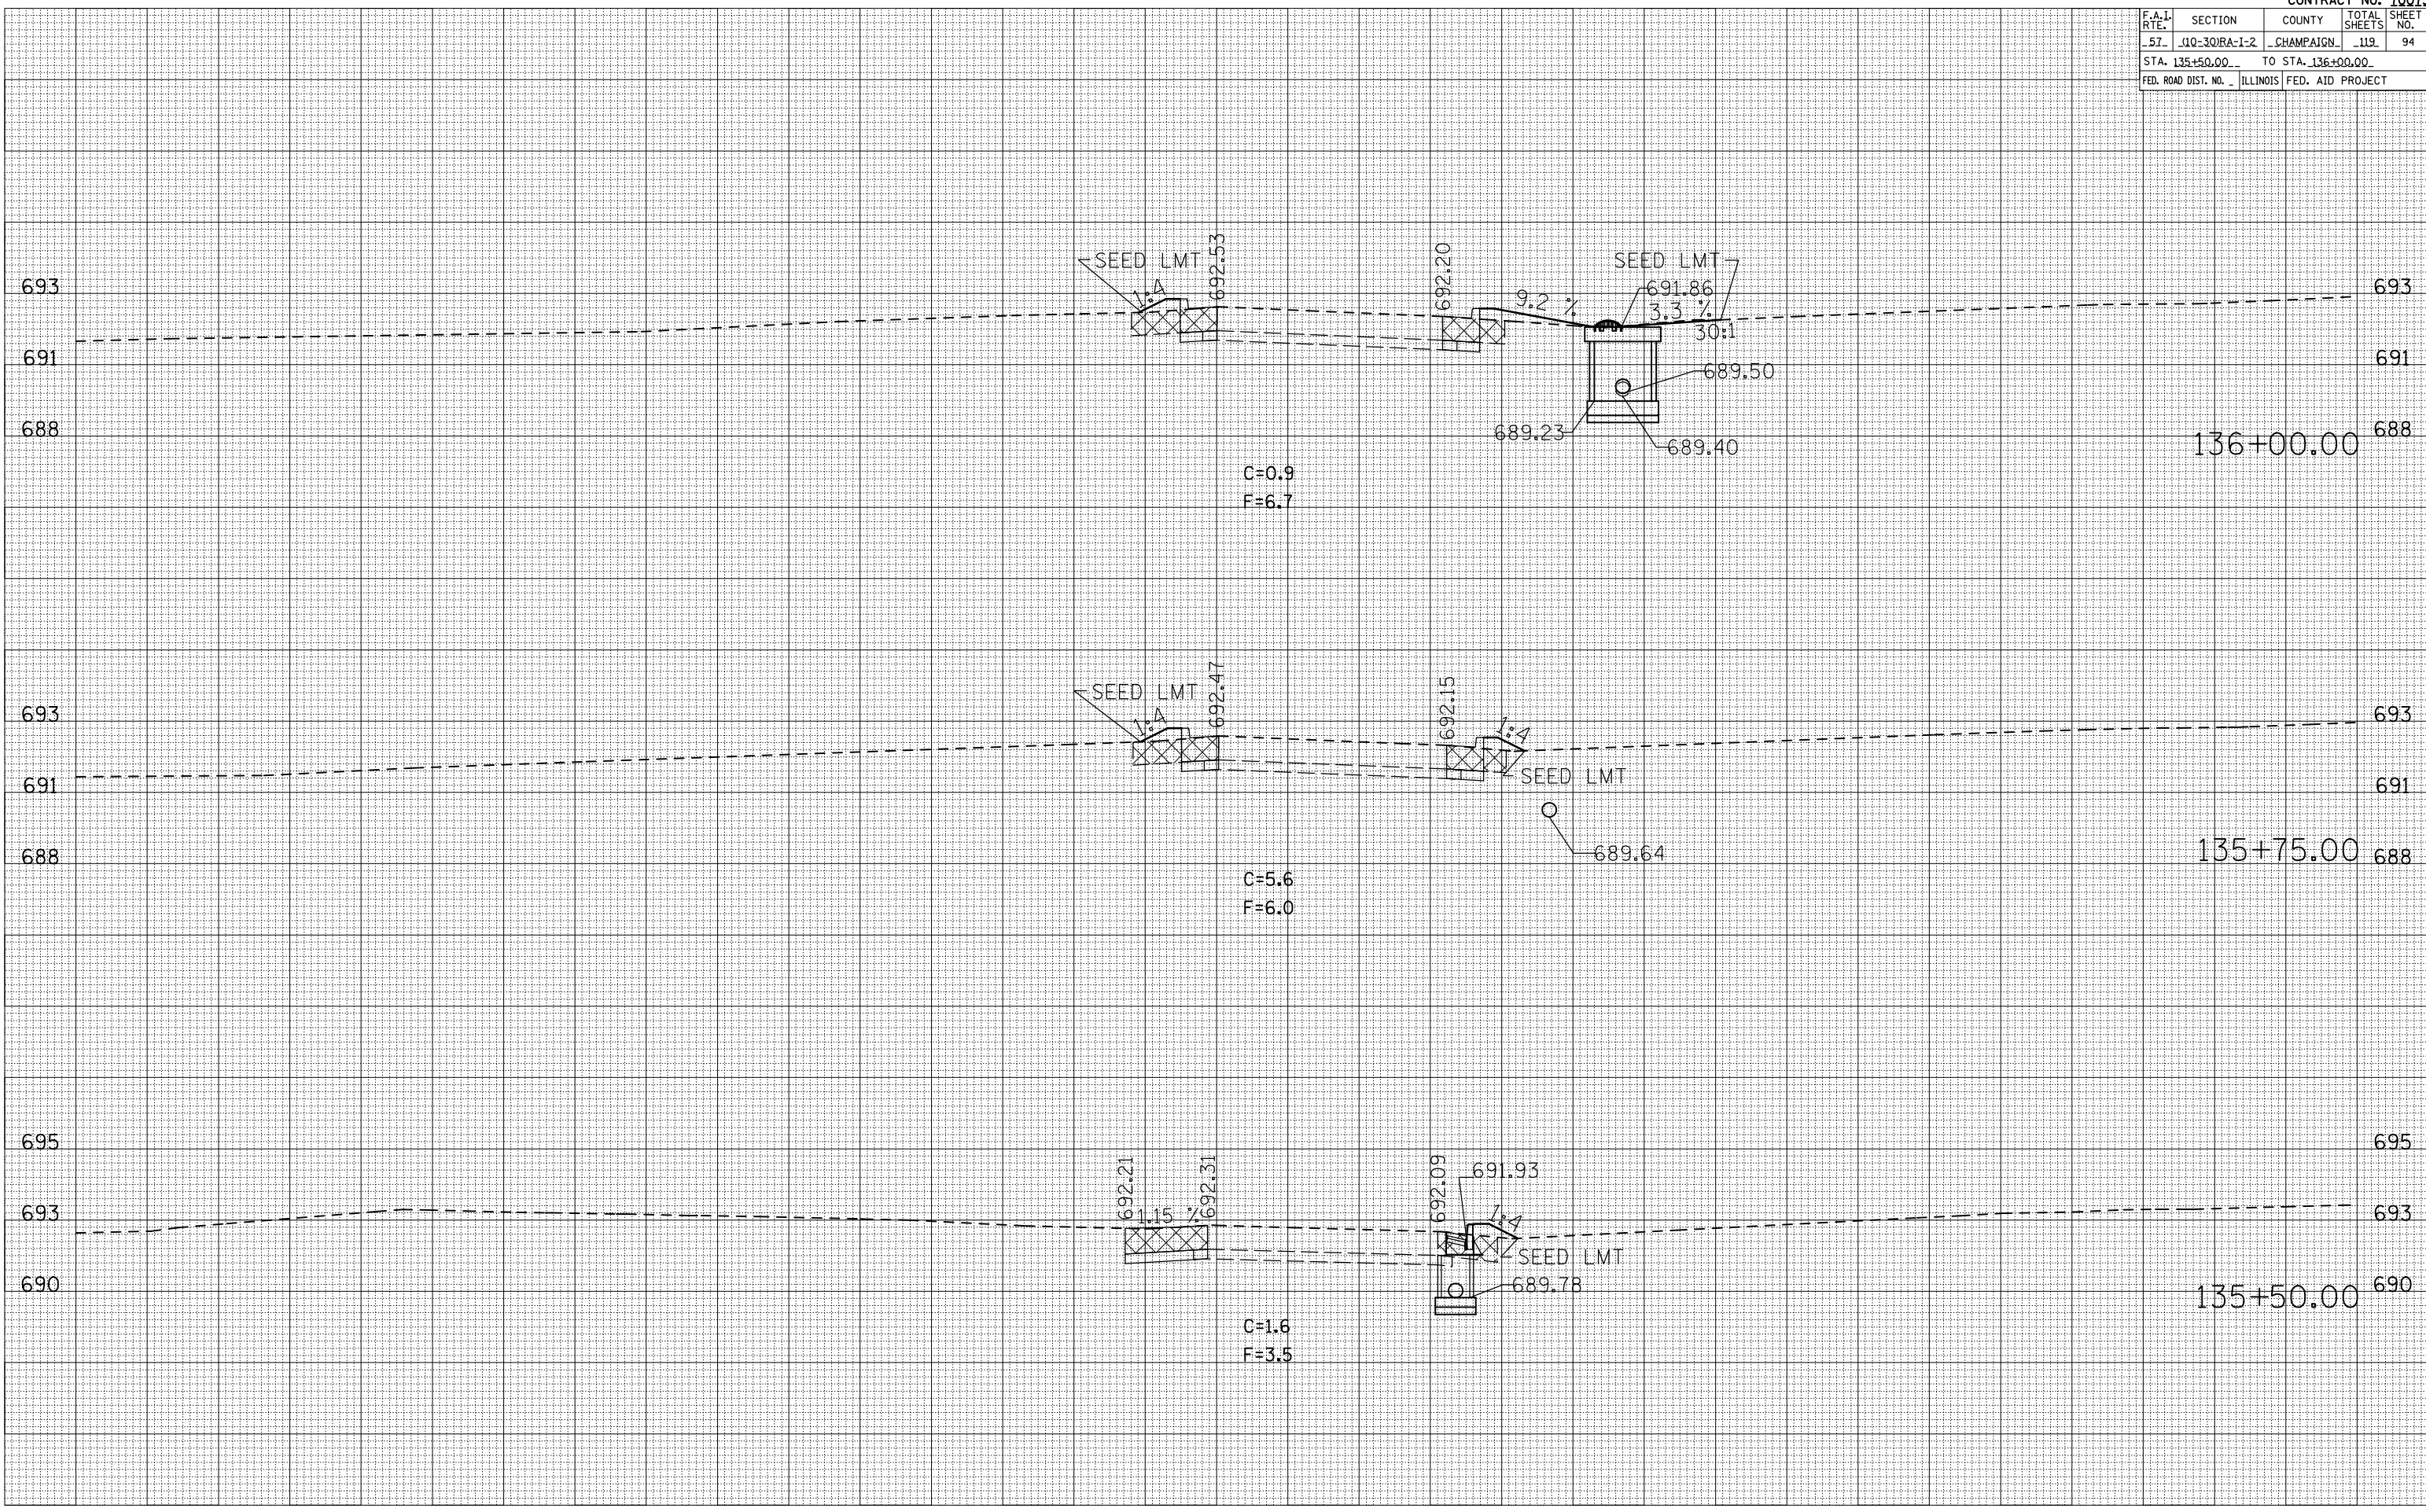 CONTRACT NO.
F.A.I. RTE. SECTION COUNTY TOTAL SHEETS SHEET NO.
57 (10-30)RA-I-2 CHAMPAIGN 119 94
STA. 135+50.00 TO STA. 136+00.00
FED. ROAD DIST. NO. _ ILLINOIS FED. AID PROJECT
SEED LMT
1:4
692.53
692.20
9.2 %
SEED LMT
691.86
3.3 %
30:1
693
693
691
691
689.50
689.23
689.40
688
688
136+00.00
C=0.9
F=6.7
SEED LMT
1:4
692.47
692.15
1:4
693
693
SEED LMT
691
691
689.64
688
135+75.00
688
C=5.6
F=6.0
695
695
692.21
1.15 %
692.31
692.09
691.93
1:4
693
693
SEED LMT
689.78
690
135+50.00
690
C=1.6
F=3.5